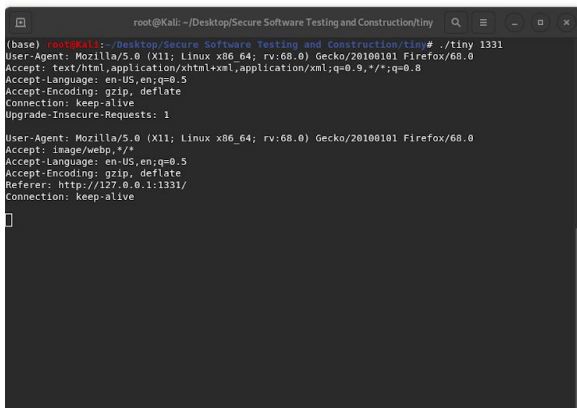 root@Kali: ~/Desktop/Secure Software Testing and Construction/tiny
(base) root@Kali:~/Desktop/Secure Software Testing and Construction/tiny# ./tiny 1331
User-Agent: Mozilla/5.0 (X11; Linux x86_64; rv:68.0) Gecko/20100101 Firefox/68.0
Accept: text/html,application/xhtml+xml,application/xml;q=0.9,*/*;q=0.8
Accept-Language: en-US,en;q=0.5
Accept-Encoding: gzip, deflate
Connection: keep-alive
Upgrade-Insecure-Requests: 1
User-Agent: Mozilla/5.0 (X11; Linux x86_64; rv:68.0) Gecko/20100101 Firefox/68.0
Accept: image/webp,*/*
Accept-Language: en-US,en;q=0.5
Accept-Encoding: gzip, deflate
Referer: http://127.0.0.1:1331/
Connection: keep-alive